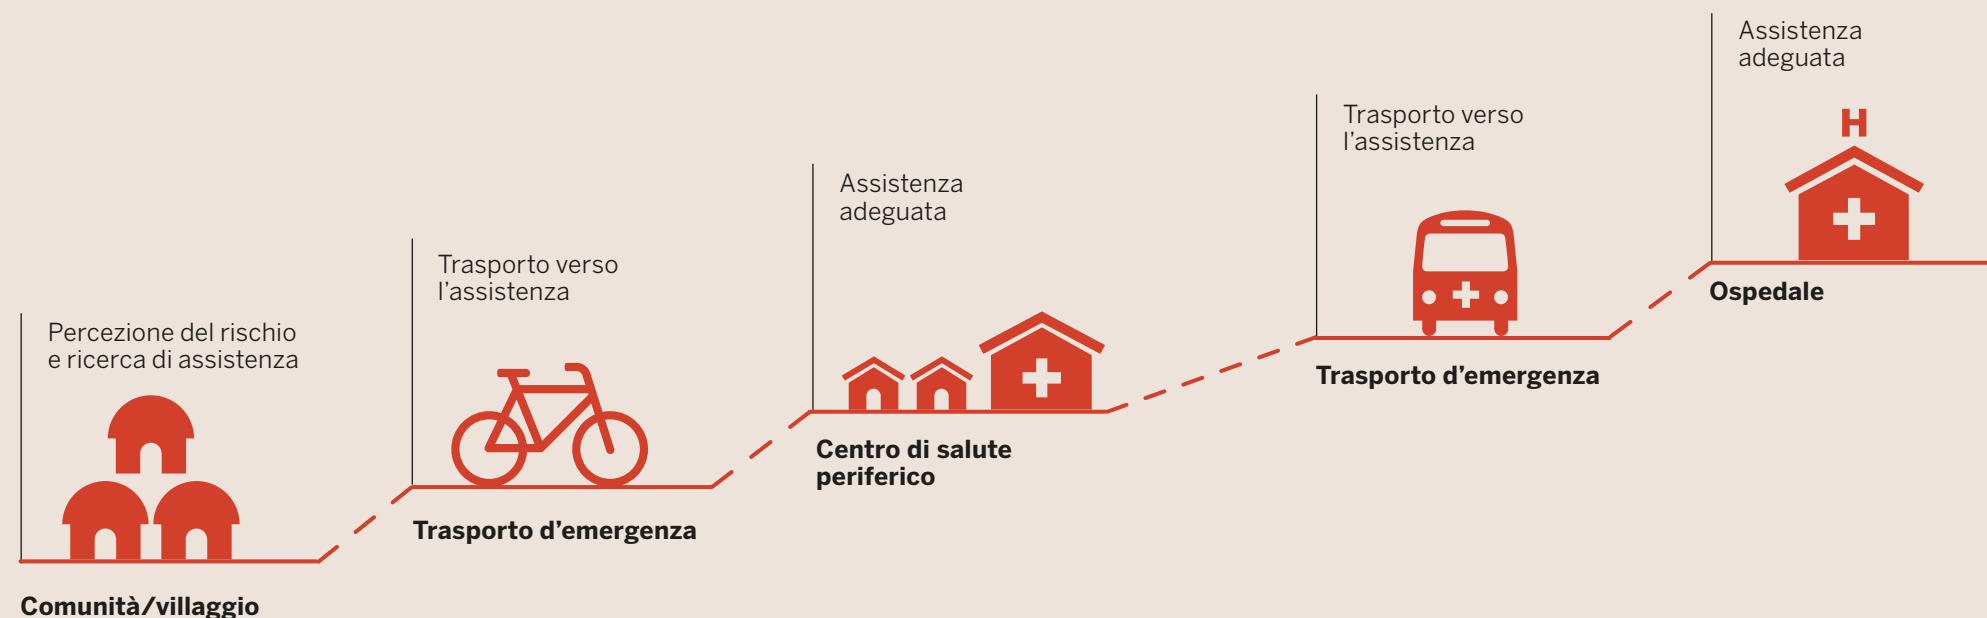 Percezione del rischio
e ricerca di assistenza
Comunità/villaggio
Trasporto verso
l’assistenza
Trasporto d’emergenza
Assistenza
adeguata
Centro di salute
periferico
Trasporto verso
l’assistenza
Trasporto d’emergenza
Assistenza
adeguata
H
Ospedale